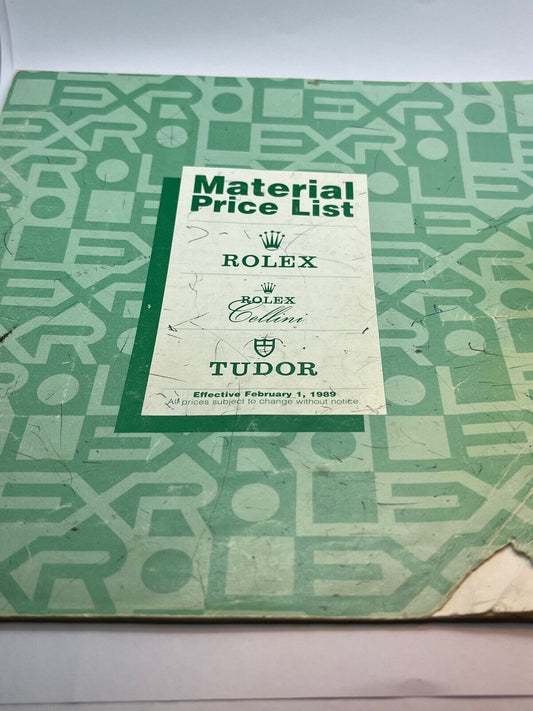 Material
Price List
ROLEX
ROLEX
Cellini
TUDOR
Effective February 1, 1989
All prices subject to change without notice